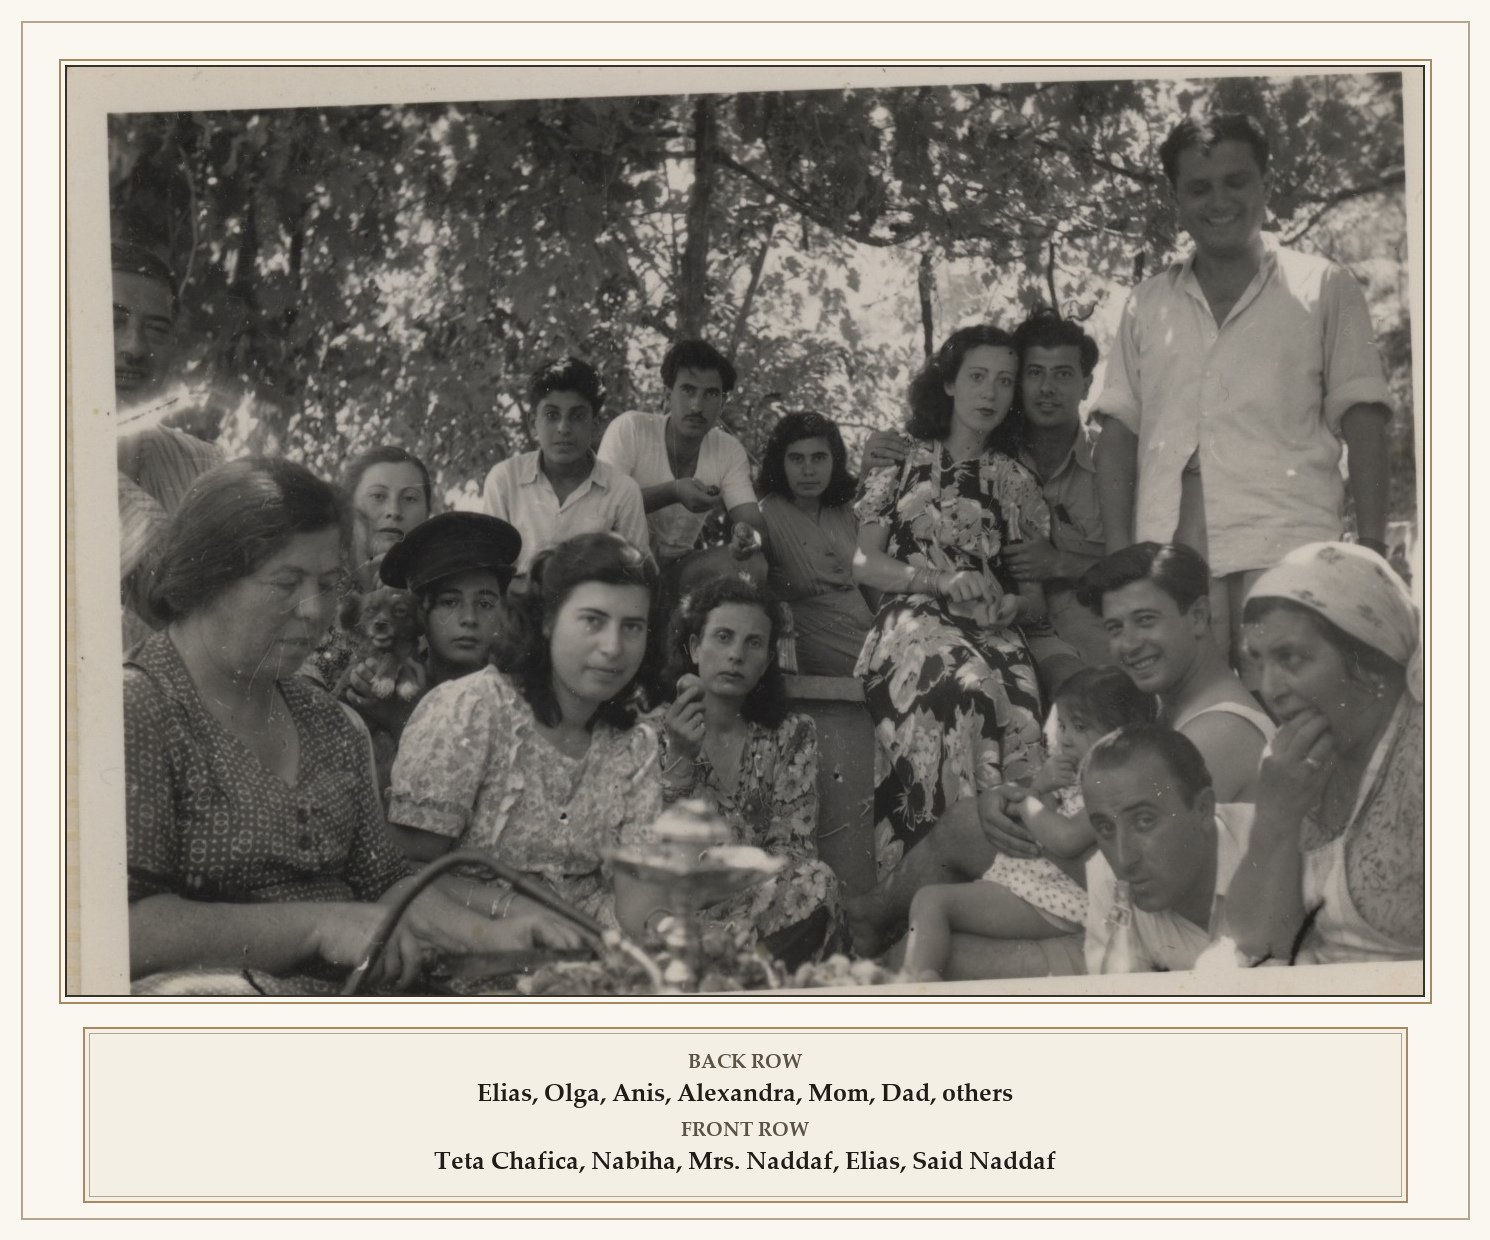 BACK ROW
Elias, Olga, Anis, Alexandra, Mom, Dad, others
FRONT ROW
Teta Chafica, Nabiha, Mrs. Naddaf, Elias, Said Naddaf